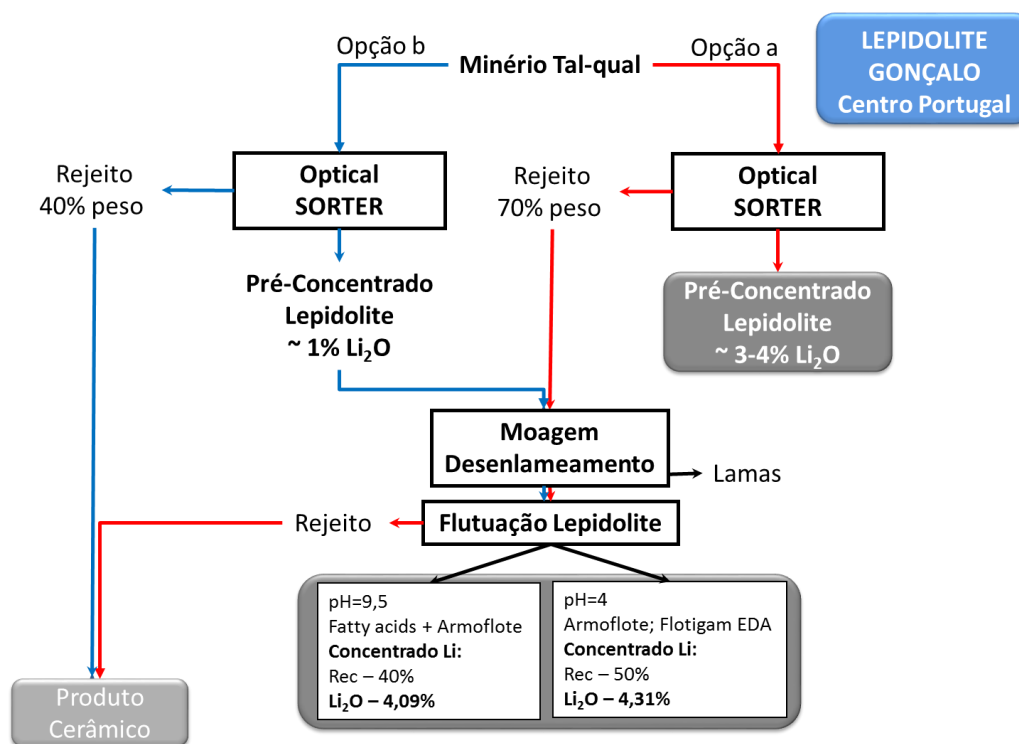 Opção b
Minério Tal-qual
Opção a
LEPIDOLITE
GONÇALO
Centro Portugal
Rejeito
40% peso
Optical
SORTER
Rejeito
70% peso
Optical
SORTER
Pré-Concentrado
Lepidolite
~ 1% Li₂O
Pré-Concentrado
Lepidolite
~ 3-4% Li₂O
Moagem
Desenlameamento
Lamas
Rejeito
Flutuação Lepidolite
pH=9,5
Fatty acids + Armoflote
Concentrado Li:
Rec – 40%
Li₂O – 4,09%
pH=4
Armoflote; Flotigam EDA
Concentrado Li:
Rec – 50%
Li₂O – 4,31%
Produto
Cerâmico